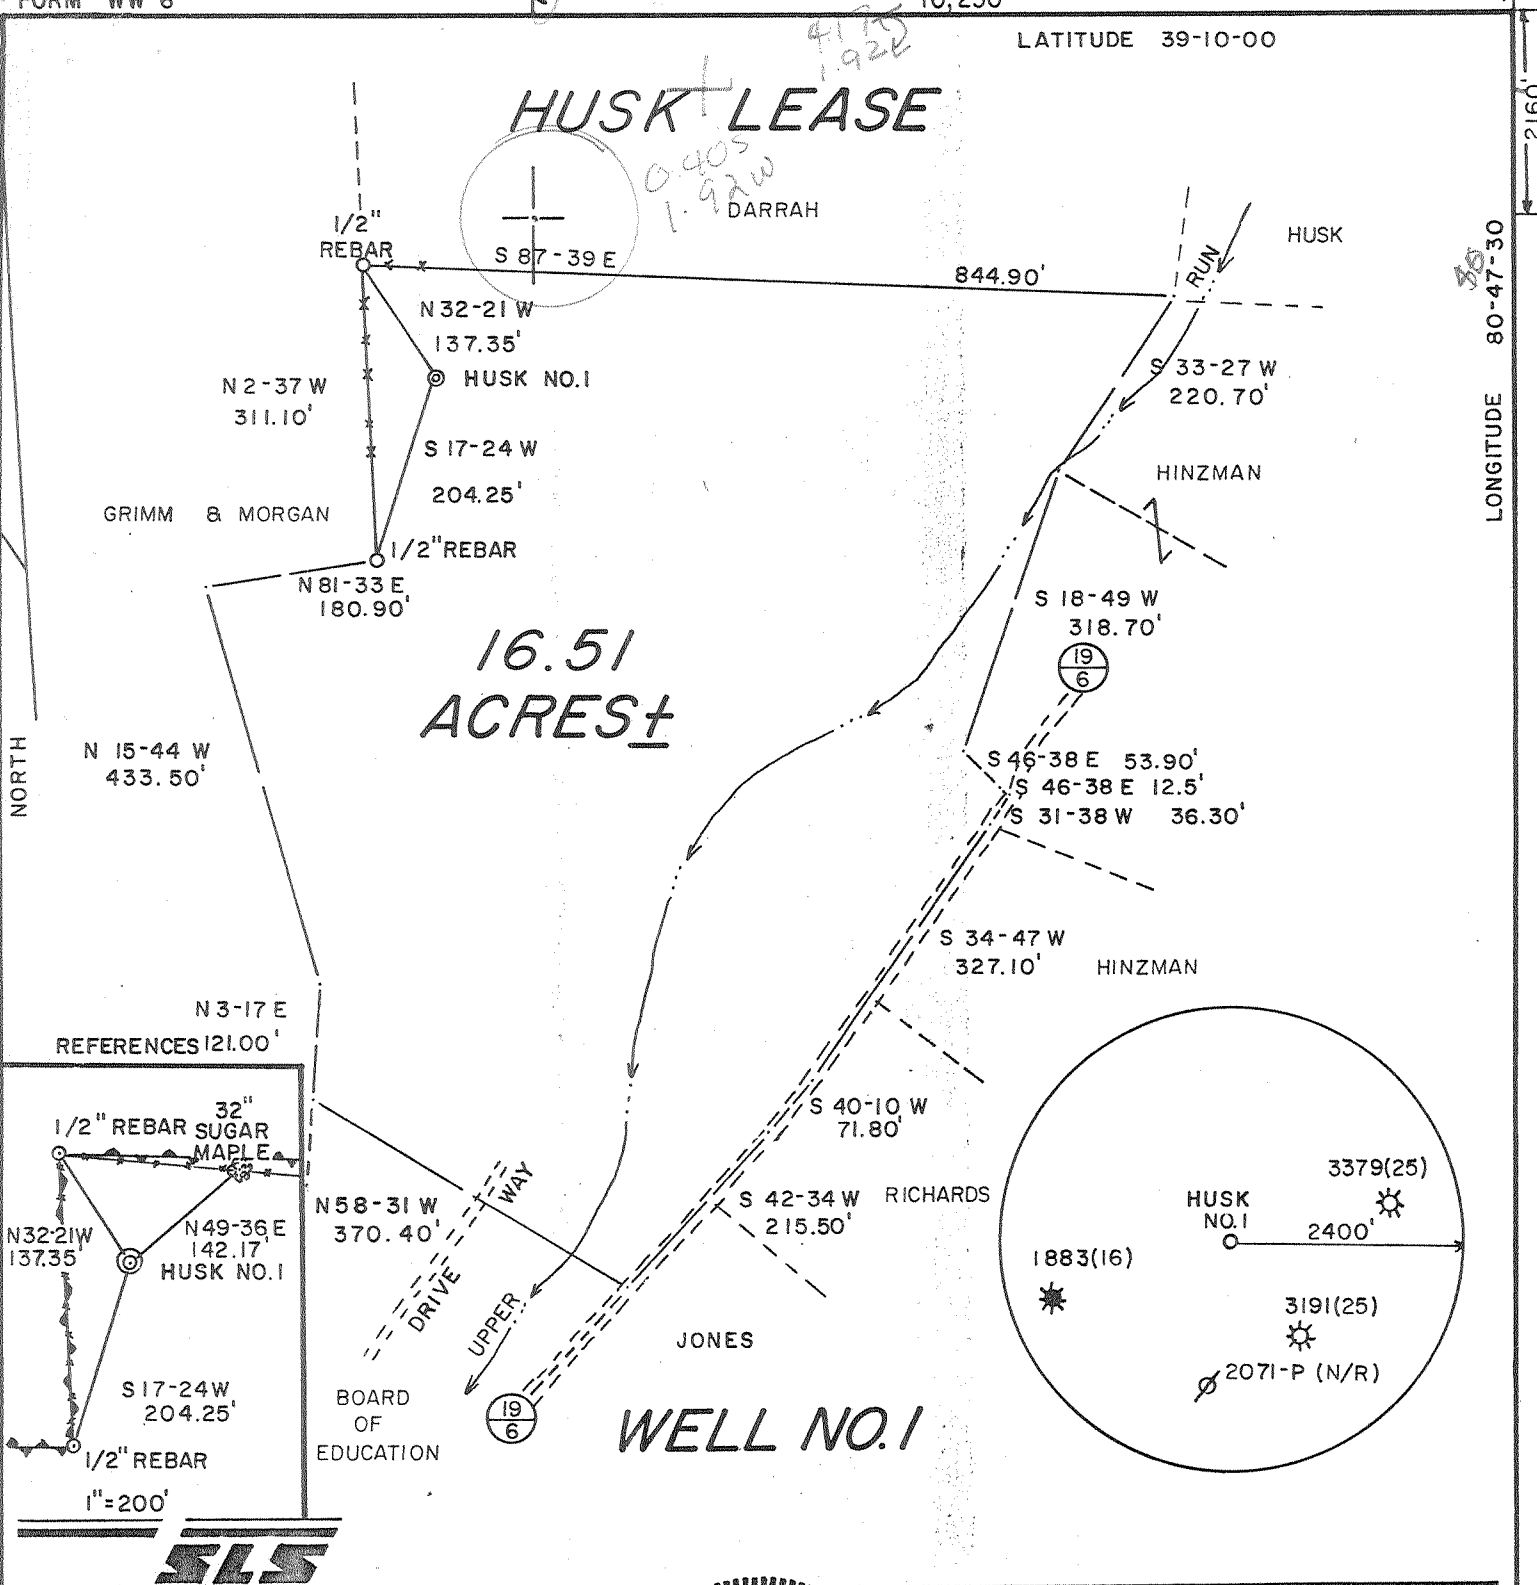 FORM WW 6
10,250
LATITUDE 39-10-00
2160'
4.175
1.92
HUSK LEASE
0.40S
1.92W
DARRAH
HUSK
1/2"
REBAR
S 87-39 E
844.90'
RUN
LONGITUDE 80-47-30
N 32-21 W
137.35'
HUSK NO.1
S 33-27 W
220.70'
N 2-37 W
311.10'
S 17-24 W
204.25'
HINZMAN
GRIMM & MORGAN
1/2" REBAR
N 81-33 E
180.90'
S 18-49 W
318.70'
19
6
16.51
ACRES±
NORTH
N 15-44 W
433.50'
S 46-38 E 53.90'
S 46-38 E 12.5'
S 31-38 W 36.30'
S 34-47 W
327.10'
HINZMAN
N 3-17 E
121.00'
REFERENCES
1/2" REBAR
32"
SUGAR
MAPLE
N32-21W
137.35'
N49-36E
142.17'
HUSK NO.1
S17-24W
204.25'
1/2" REBAR
1"=200'
SLS
S 40-10 W
71.80'
S 42-34 W
215.50'
RICHARDS
N58-31 W
370.40'
DRIVE WAY
UPPER
JONES
BOARD
OF
EDUCATION
19
6
WELL NO.1
3379(25)
HUSK
NO.1
2400'
1883(16)
3191(25)
2071-P (N/R)